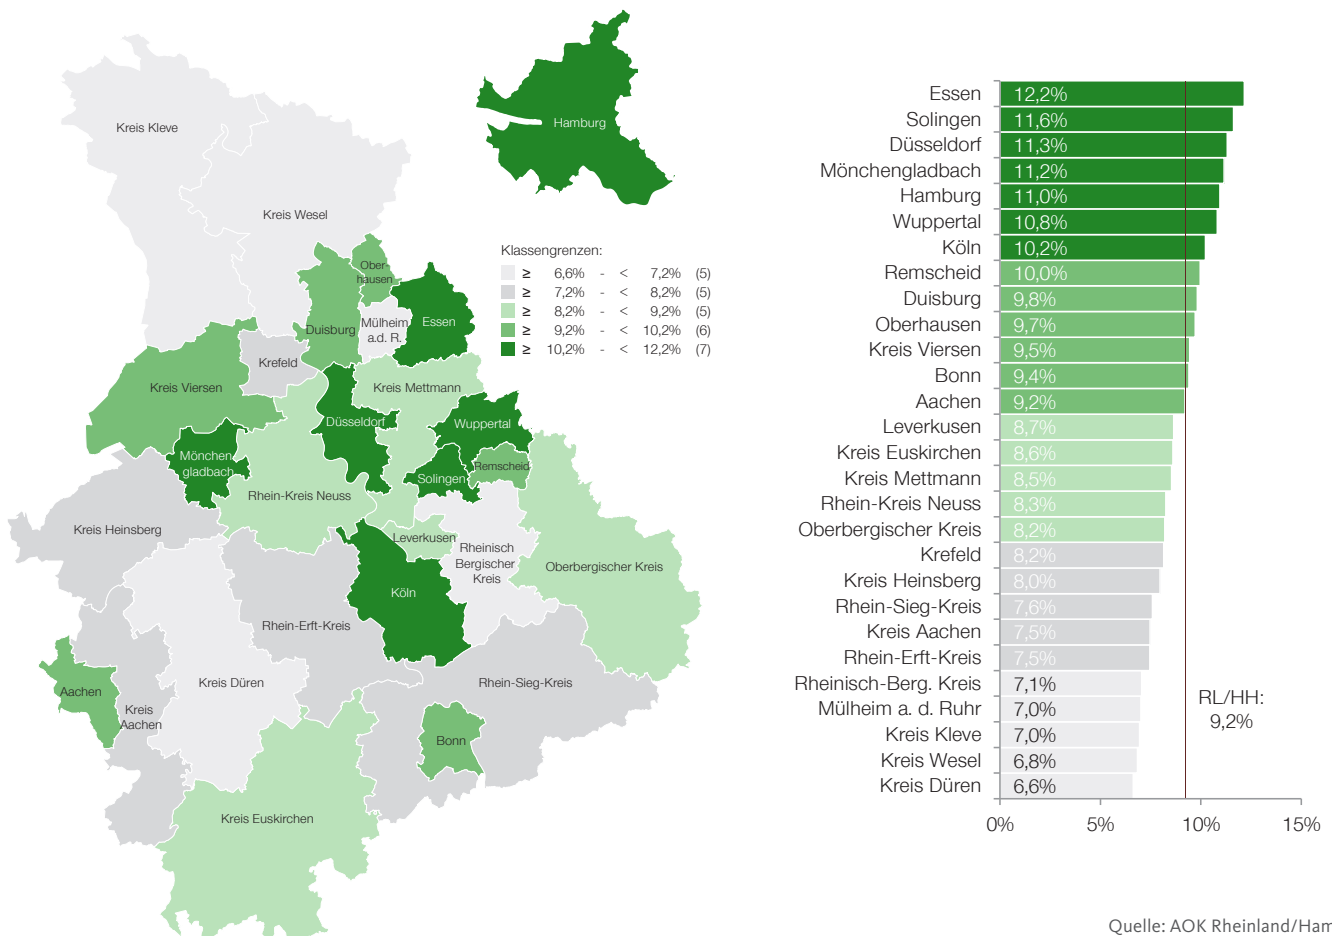 Kreis Kleve
Hamburg
Kreis Wesel
Klassengrenzen:
≥ 6,6% - < 7,2% (5)
≥ 7,2% - < 8,2% (5)
≥ 8,2% - < 9,2% (5)
≥ 9,2% - < 10,2% (6)
≥ 10,2% - < 12,2% (7)
Ober-
hausen
Duisburg
Mülheim
a.d. R.
Essen
Krefeld
Kreis Viersen
Kreis Mettmann
Düsseldorf
Wuppertal
Mönchen
gladbach
Remscheid
Solingen
Rhein-Kreis Neuss
Kreis Heinsberg
Leverkusen
Rheinisch
Bergischer
Kreis
Oberbergischer Kreis
Köln
Rhein-Erft-Kreis
Kreis Düren
Rhein-Sieg-Kreis
Aachen
Kreis
Aachen
Bonn
Kreis Euskirchen
Essen 12,2%
Solingen 11,6%
Düsseldorf 11,3%
Mönchengladbach 11,2%
Hamburg 11,0%
Wuppertal 10,8%
Köln 10,2%
Remscheid 10,0%
Duisburg 9,8%
Oberhausen 9,7%
Kreis Viersen 9,5%
Bonn 9,4%
Aachen 9,2%
Leverkusen 8,7%
Kreis Euskirchen 8,6%
Kreis Mettmann 8,5%
Rhein-Kreis Neuss 8,3%
Oberbergischer Kreis 8,2%
Krefeld 8,2%
Kreis Heinsberg 8,0%
Rhein-Sieg-Kreis 7,6%
Kreis Aachen 7,5%
Rhein-Erft-Kreis 7,5%
Rheinisch-Berg. Kreis 7,1%
Mülheim a. d. Ruhr 7,0%
Kreis Kleve 7,0%
Kreis Wesel 6,8%
Kreis Düren 6,6%
RL/HH:
9,2%
0% 5% 10% 15%
Quelle: AOK Rheinland/Ham